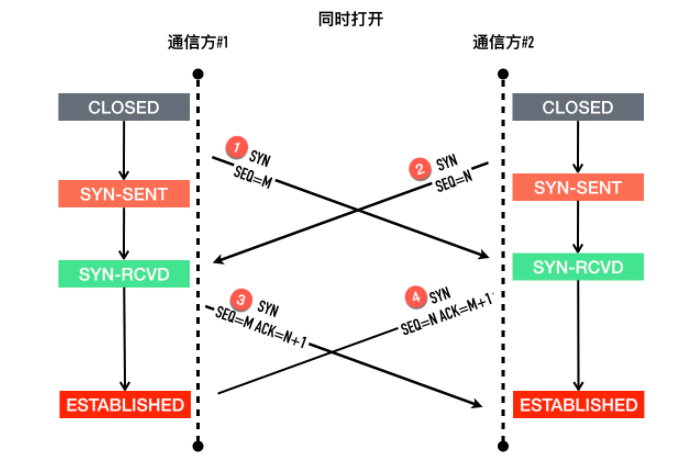 同时打开
通信方#1
通信方#2
CLOSED
CLOSED
1 SYN
SEQ=M
2 SYN
SEQ=N
SYN-SENT
SYN-SENT
SYN-RCVD
SYN-RCVD
3 SYN
SEQ=M ACK=N+1
4 SYN
SEQ=N ACK=M+1
ESTABLISHED
ESTABLISHED